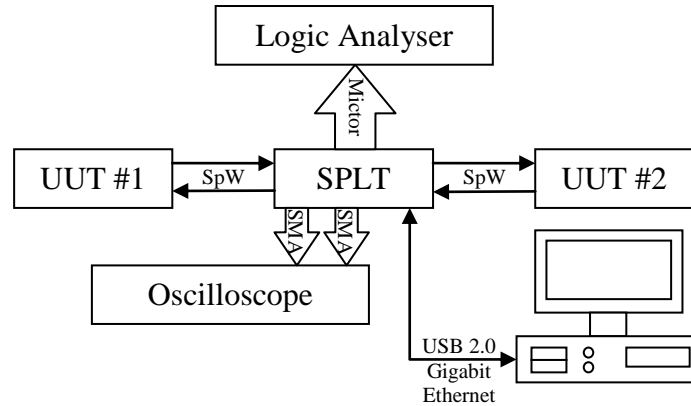 Logic Analyser
Mictor
UUT #1
SpW
SPLT
SpW
UUT #2
SMA
SMA
Oscilloscope
USB 2.0
Gigabit
Ethernet